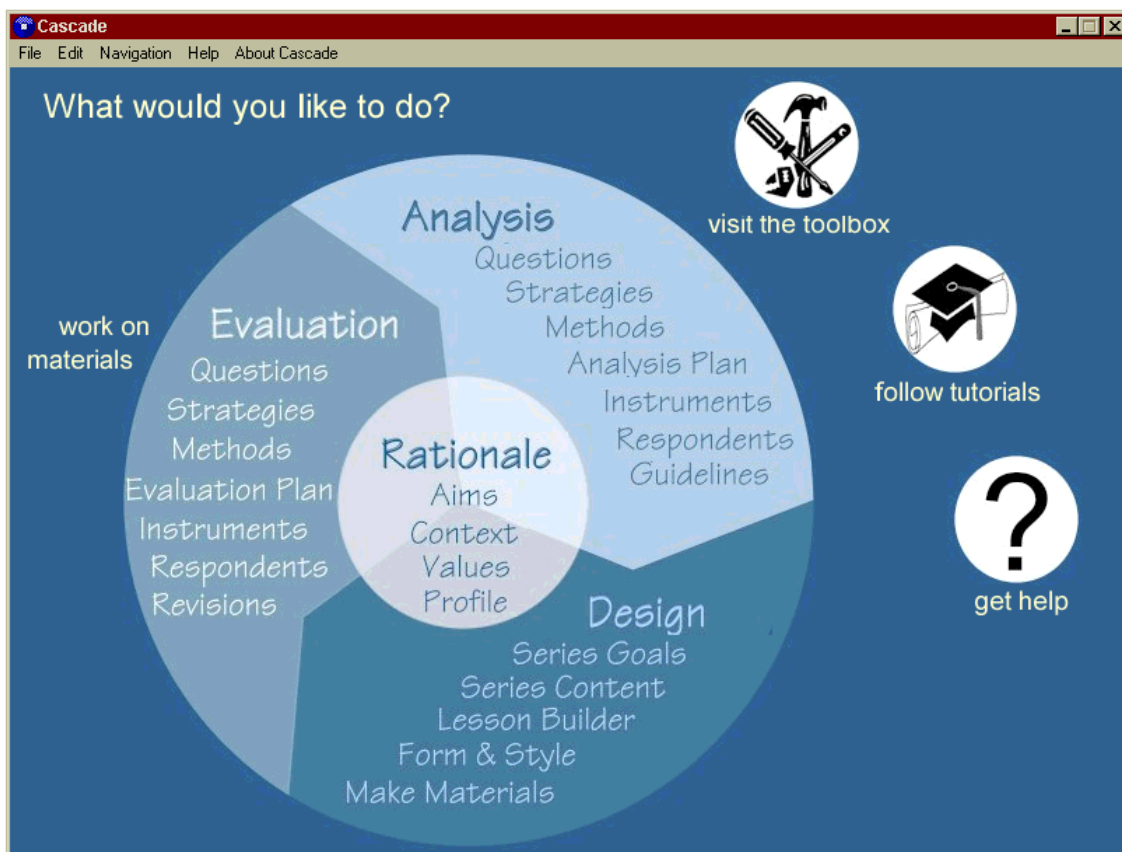 Cascade
File Edit Navigation Help About Cascade
What would you like to do?
visit the toolbox
follow tutorials
get help
work on
materials
Analysis
Questions
Strategies
Methods
Analysis Plan
Instruments
Respondents
Guidelines
Evaluation
Questions
Strategies
Methods
Evaluation Plan
Instruments
Respondents
Revisions
Rationale
Aims
Context
Values
Profile
Design
Series Goals
Series Content
Lesson Builder
Form & Style
Make Materials